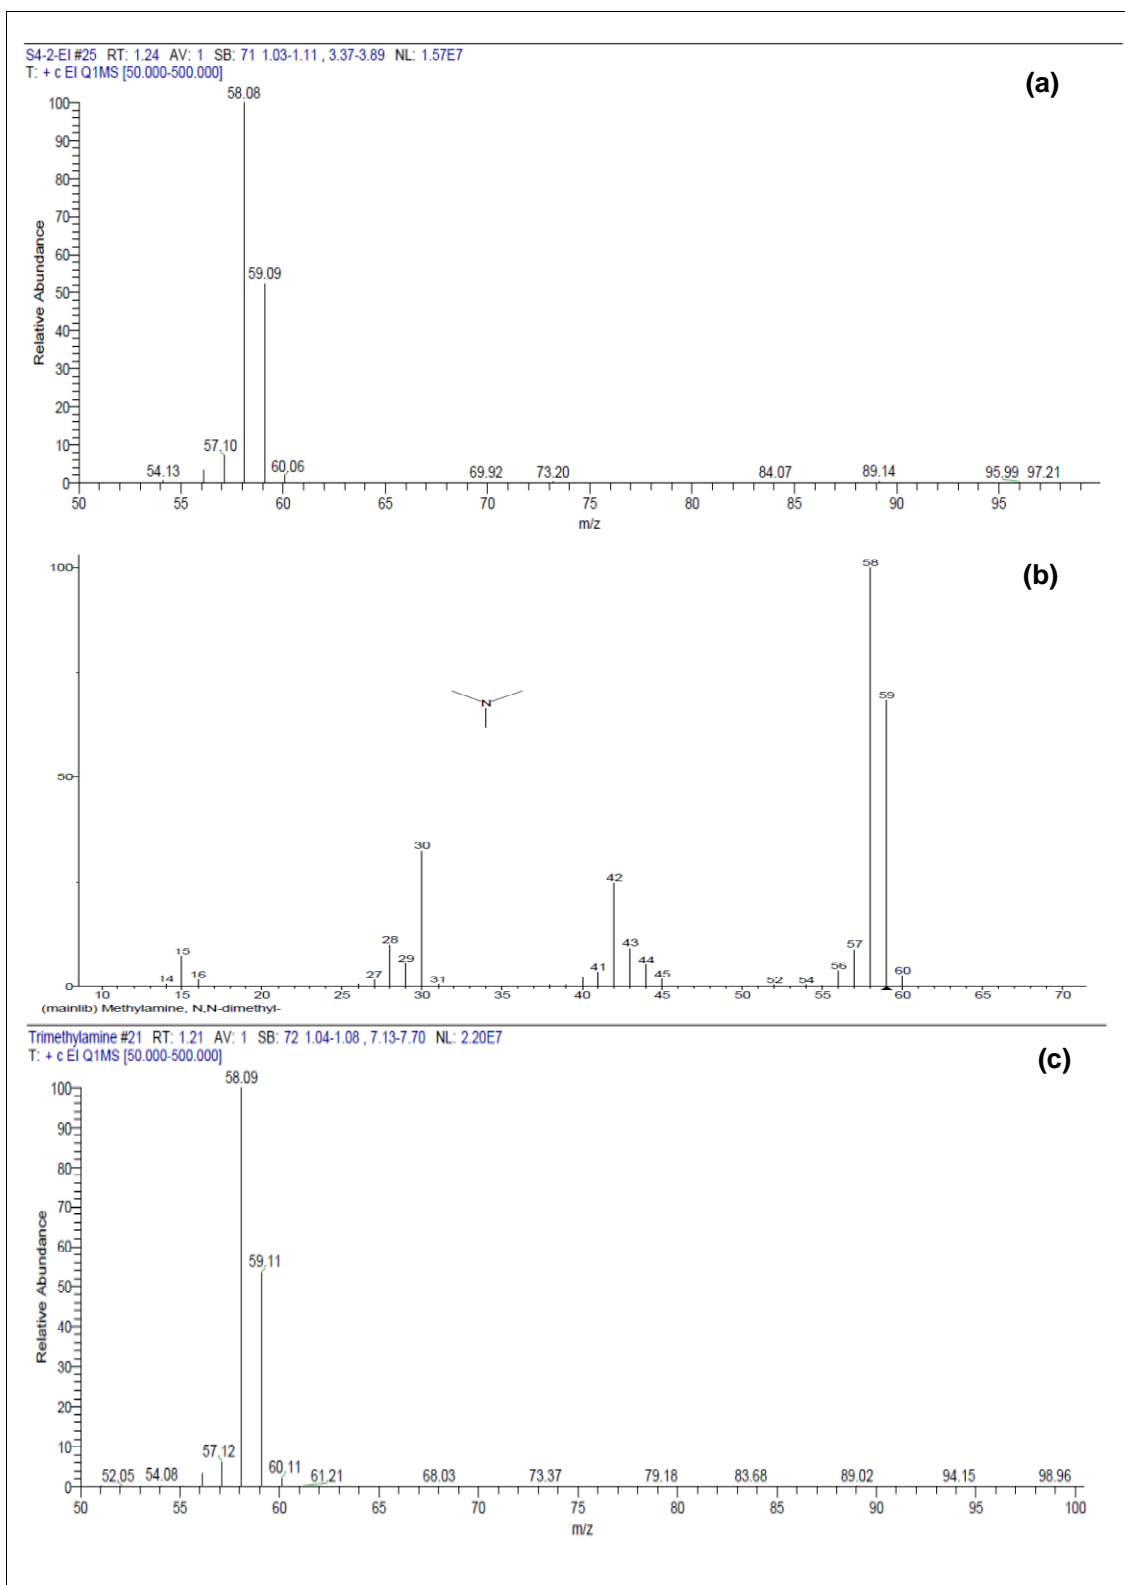 S4-2-EI #25 RT: 1.24 AV: 1 SB: 71 1.03-1.11 , 3.37-3.89 NL: 1.57E7
T: + c EI Q1MS [50.000-500.000]
(a)
58.08
100
90
80
70
60
59.09
50
40
30
20
10
57.10
54.13
60.06
69.92 73.20 84.07 89.14 95.99 97.21
0
Relative Abundance
50 55 60 65 70 75 80 85 90 95
m/z
(b)
100
58
N
59
50
30
42
28
43
57
15
29
44
56
41
60
16
27
45
14
31
52 54
0
10 15 20 25 30 35 40 45 50 55 60 65 70
(mainlib) Methylamine, N,N-dimethyl-
Trimethylamine #21 RT: 1.21 AV: 1 SB: 72 1.04-1.08 , 7.13-7.70 NL: 2.20E7
T: + c EI Q1MS [50.000-500.000]
(c)
58.09
100
90
80
70
60
59.11
50
40
30
20
10
57.12
60.11
52.05 54.08 61.21 68.03 73.37 79.18 83.68 89.02 94.15 98.96
0
Relative Abundance
50 55 60 65 70 75 80 85 90 95 100
m/z